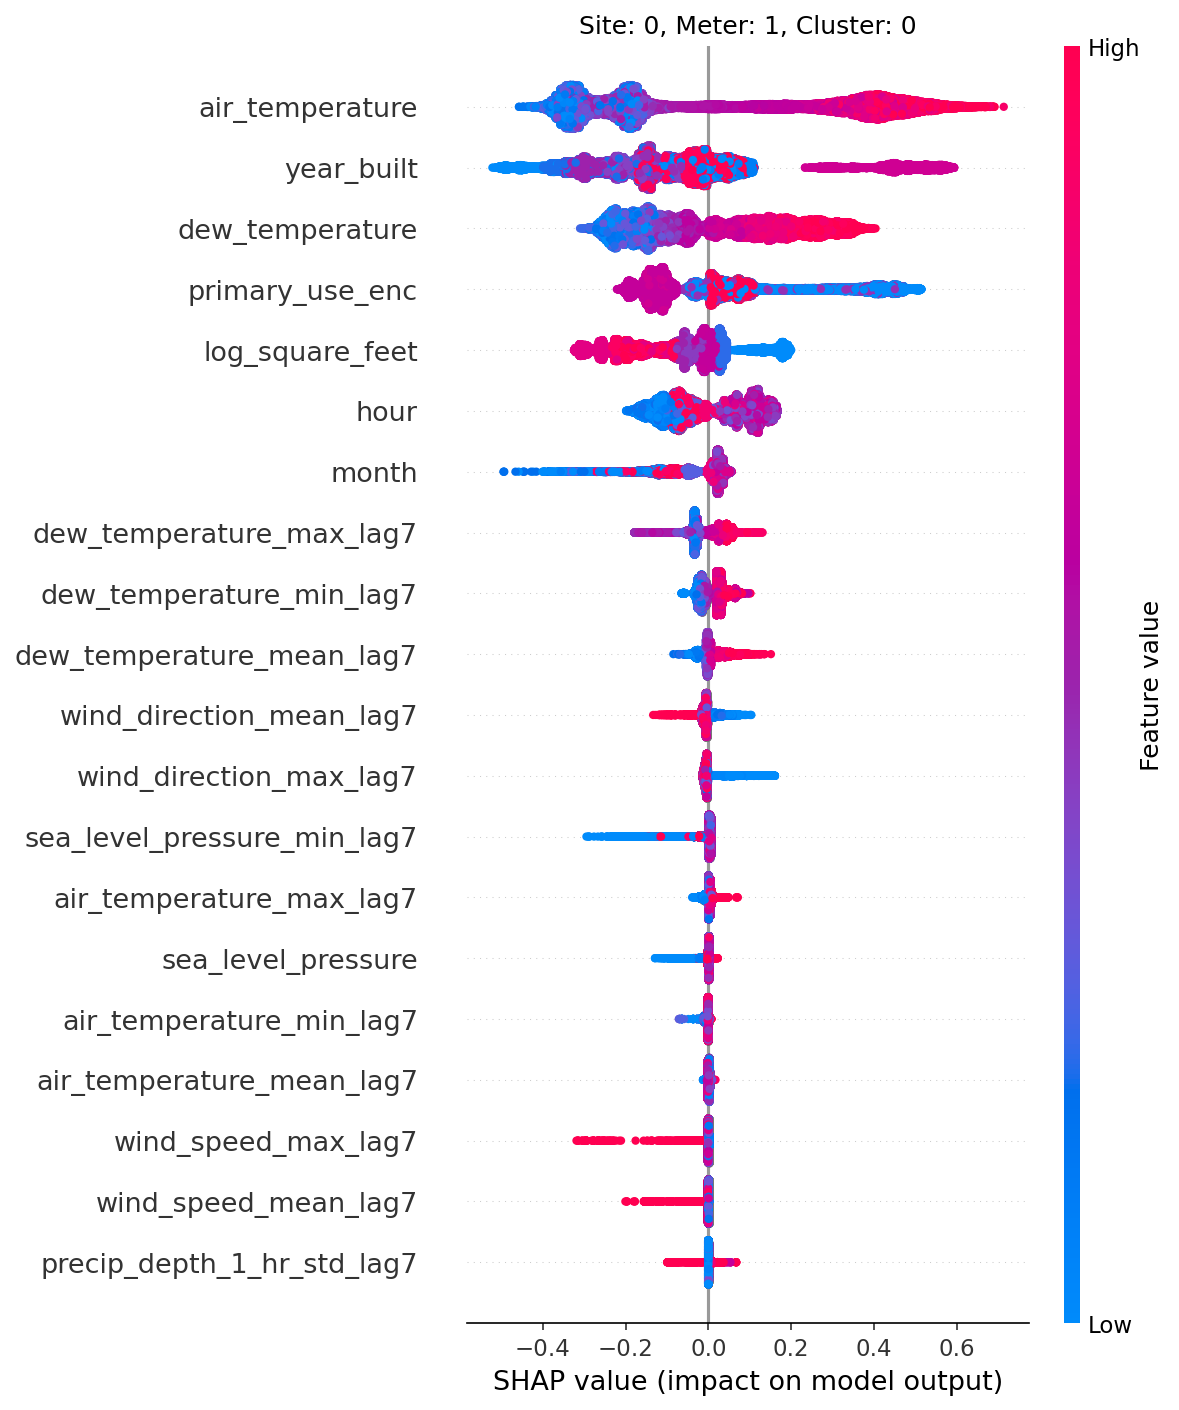 Site: 0, Meter: 1, Cluster: 0
High
air_temperature
year_built
dew_temperature
primary_use_enc
log_square_feet
hour
month
dew_temperature_max_lag7
dew_temperature_min_lag7
dew_temperature_mean_lag7
wind_direction_mean_lag7
wind_direction_max_lag7
sea_level_pressure_min_lag7
air_temperature_max_lag7
sea_level_pressure
air_temperature_min_lag7
air_temperature_mean_lag7
wind_speed_max_lag7
wind_speed_mean_lag7
precip_depth_1_hr_std_lag7
Feature value
Low
−0.4 −0.2 0.0 0.2 0.4 0.6
SHAP value (impact on model output)